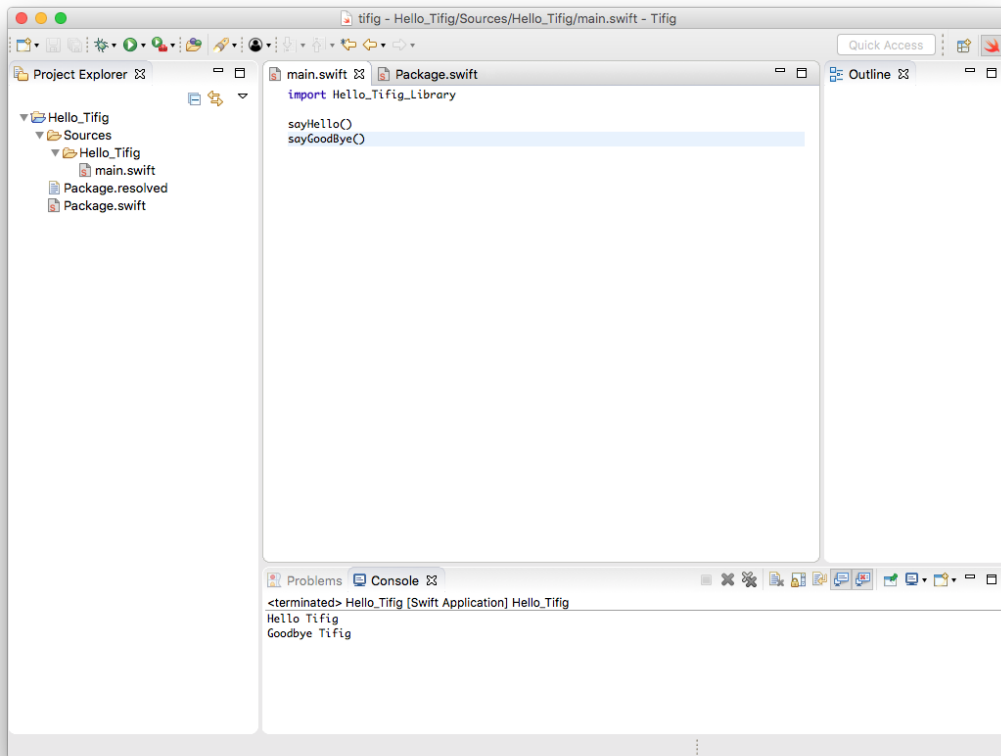 tifig - Hello_Tifig/Sources/Hello_Tifig/main.swift - Tifig
Quick Access
Project Explorer
Hello_Tifig
Sources
Hello_Tifig
main.swift
Package.resolved
Package.swift
main.swift Package.swift
import Hello_Tifig_Library
sayHello()
sayGoodBye()
Outline
Problems Console
<terminated> Hello_Tifig [Swift Application] Hello_Tifig
Hello Tifig
Goodbye Tifig